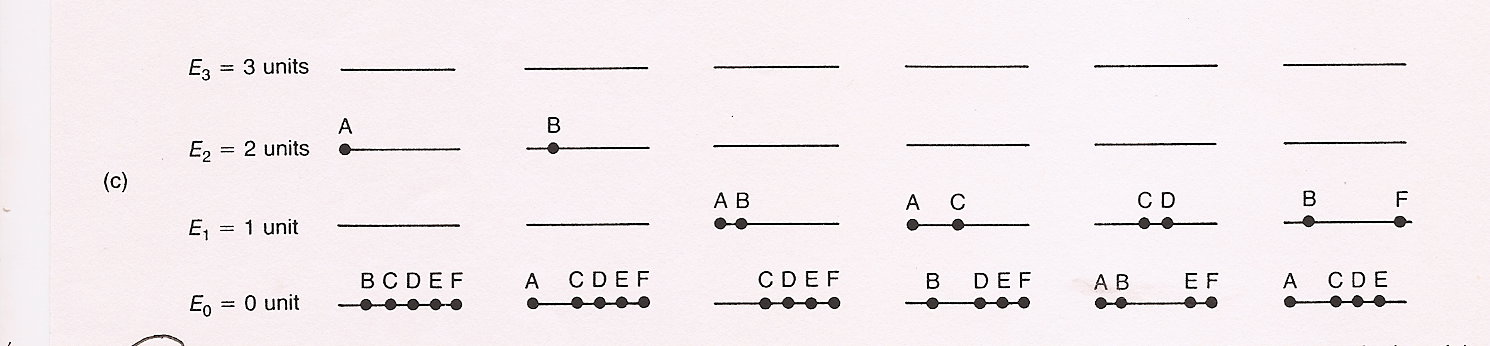 E₃ = 3 units
A B
E₂ = 2 units
(c)
A B A C C D B F
E₁ = 1 unit
B C D E F A C D E F C D E F B D E F A B E F A C D E
E₀ = 0 unit